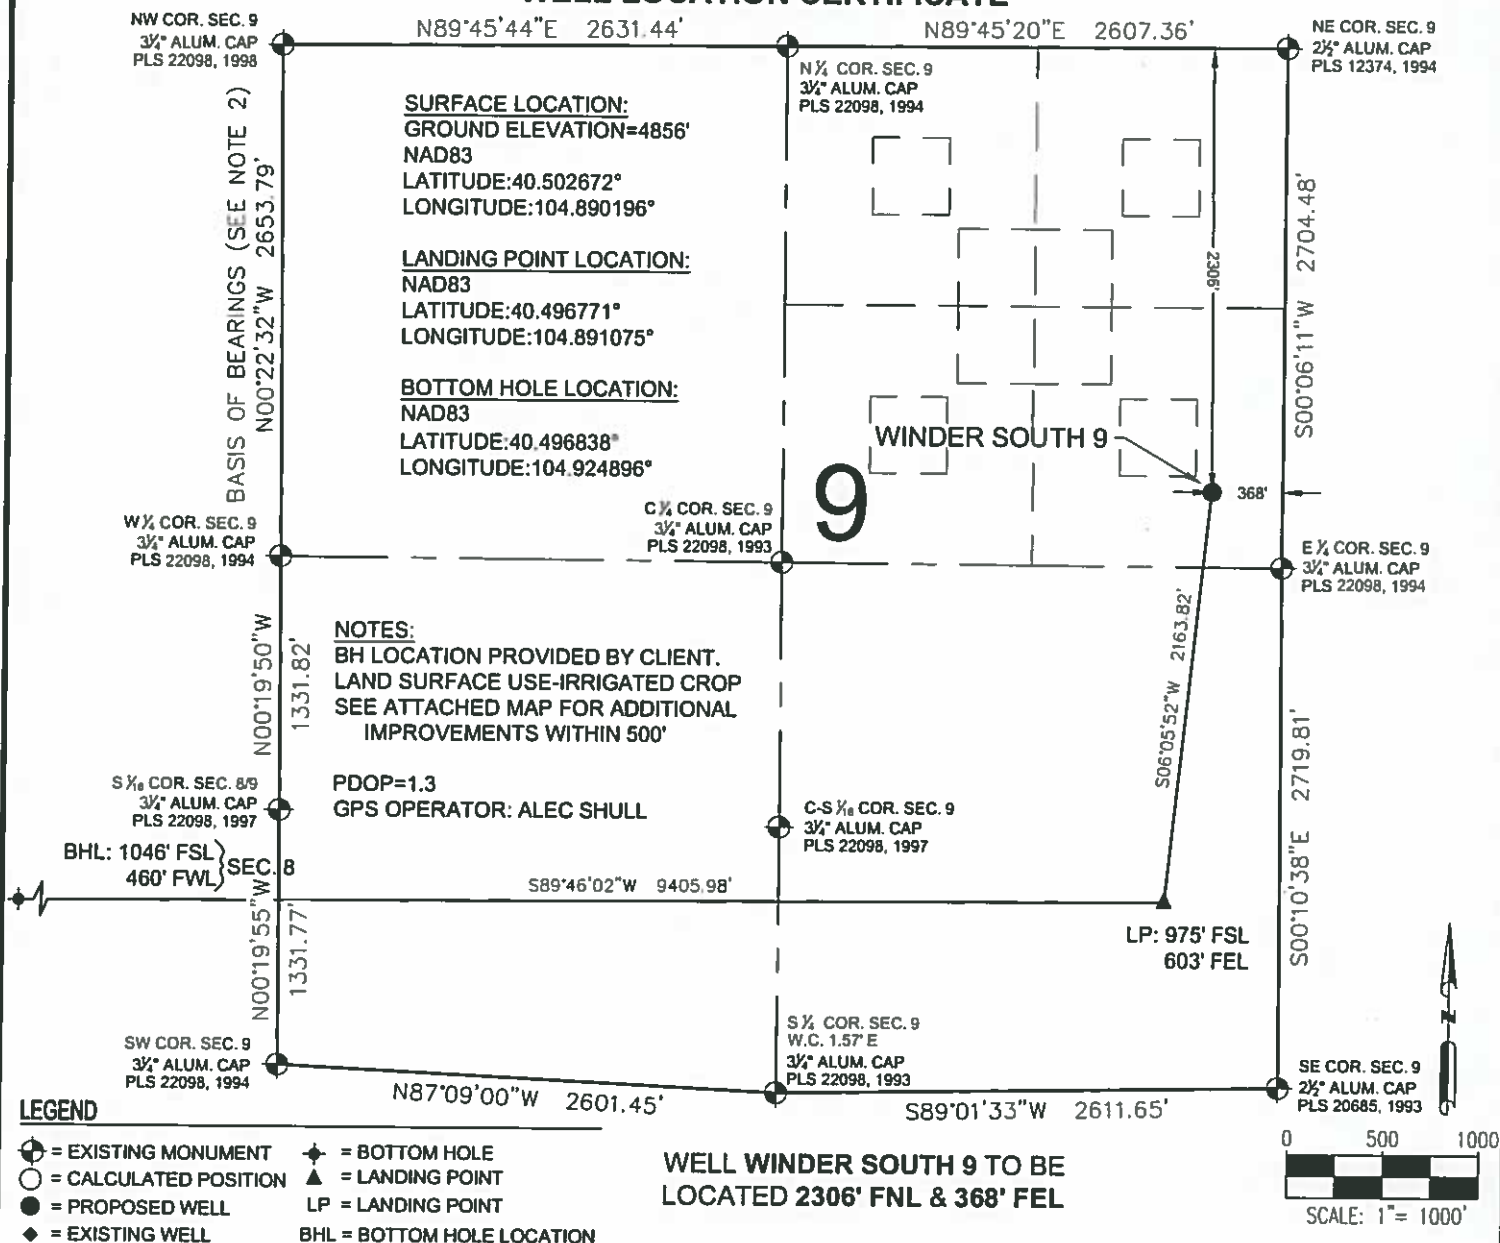 WELL LOCATION CERTIFICATE
NW COR. SEC. 9
3¼" ALUM. CAP
PLS 22098, 1998
N89°45'44"E 2631.44'
N89°45'20"E 2607.36'
NE COR. SEC. 9
2½" ALUM. CAP
PLS 12374, 1994
N ¼ COR. SEC. 9
3¼" ALUM. CAP
PLS 22098, 1994
BASIS OF BEARINGS (SEE NOTE 2)
N00°22'32"W 2653.79'
SURFACE LOCATION:
GROUND ELEVATION=4856'
NAD83
LATITUDE:40.502672°
LONGITUDE:104.890196°
LANDING POINT LOCATION:
NAD83
LATITUDE:40.496771°
LONGITUDE:104.891075°
BOTTOM HOLE LOCATION:
NAD83
LATITUDE:40.496838°
LONGITUDE:104.924896°
2306'
S00°06'11"W 2704.48'
WINDER SOUTH 9
368'
9
W ¼ COR. SEC. 9
3¼" ALUM. CAP
PLS 22098, 1994
C ¼ COR. SEC. 9
3¼" ALUM. CAP
PLS 22098, 1993
E ¼ COR. SEC. 9
3¼" ALUM. CAP
PLS 22098, 1994
N00°19'50"W
1331.82'
NOTES:
BH LOCATION PROVIDED BY CLIENT.
LAND SURFACE USE-IRRIGATED CROP
SEE ATTACHED MAP FOR ADDITIONAL
IMPROVEMENTS WITHIN 500'
PDOP=1.3
GPS OPERATOR: ALEC SHULL
S06°05'52"W 2163.82'
S00°10'38"E 2719.81'
S 1/16 COR. SEC. 8/9
3¼" ALUM. CAP
PLS 22098, 1997
C-S 1/16 COR. SEC. 9
3¼" ALUM. CAP
PLS 22098, 1997
BHL: 1046' FSL
460' FWL
SEC. 8
S89°46'02"W 9405.98'
LP: 975' FSL
603' FEL
N00°19'55"W
1331.77'
N
SW COR. SEC. 9
3¼" ALUM. CAP
PLS 22098, 1994
S ¼ COR. SEC. 9
W.C. 1.57' E
3¼" ALUM. CAP
PLS 22098, 1993
SE COR. SEC. 9
2½" ALUM. CAP
PLS 20685, 1993
N87°09'00"W 2601.45'
S89°01'33"W 2611.65'
LEGEND
= EXISTING MONUMENT
= CALCULATED POSITION
= PROPOSED WELL
= EXISTING WELL
= BOTTOM HOLE
= LANDING POINT
LP = LANDING POINT
BHL = BOTTOM HOLE LOCATION
WELL WINDER SOUTH 9 TO BE
LOCATED 2306' FNL & 368' FEL
0 500 1000
SCALE: 1"= 1000'